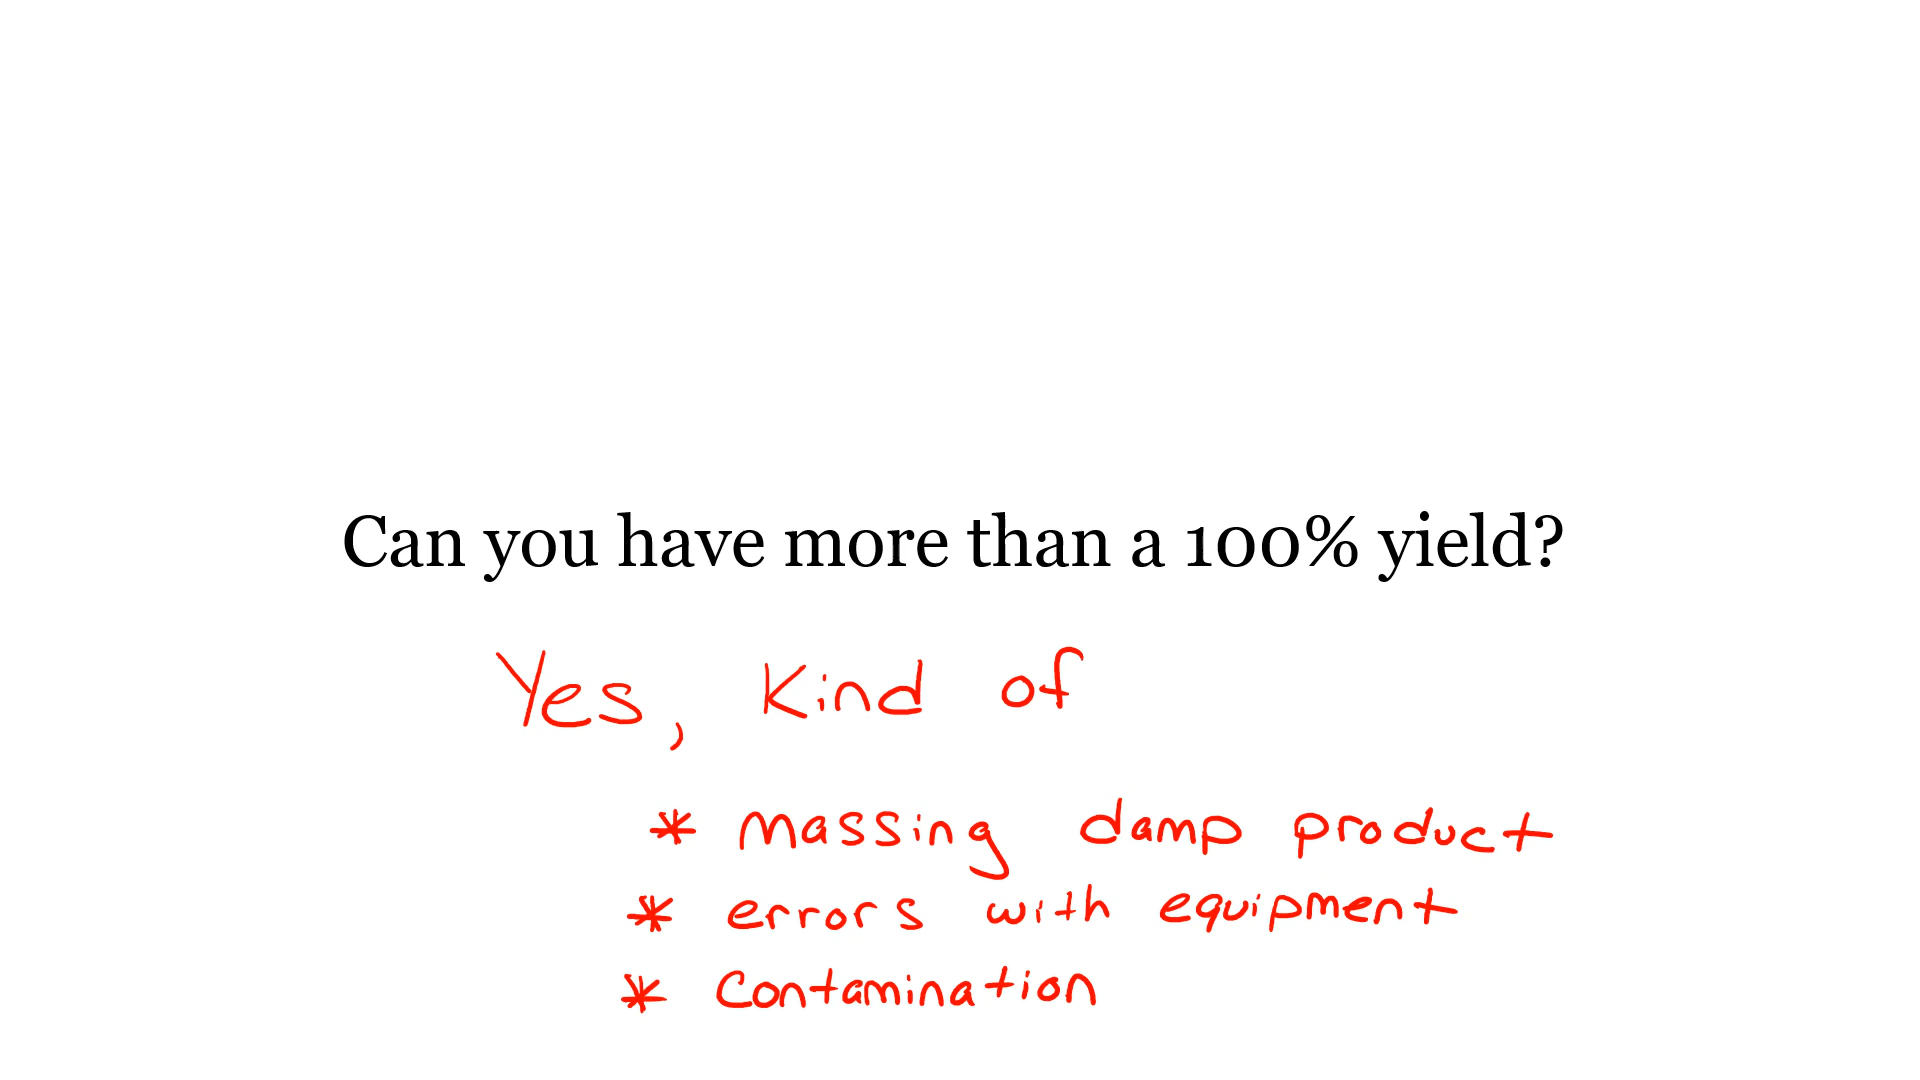 Can you have more than a 100% yield?
Yes, Kind of
* massing damp product
* errors with equipment
* Contamination